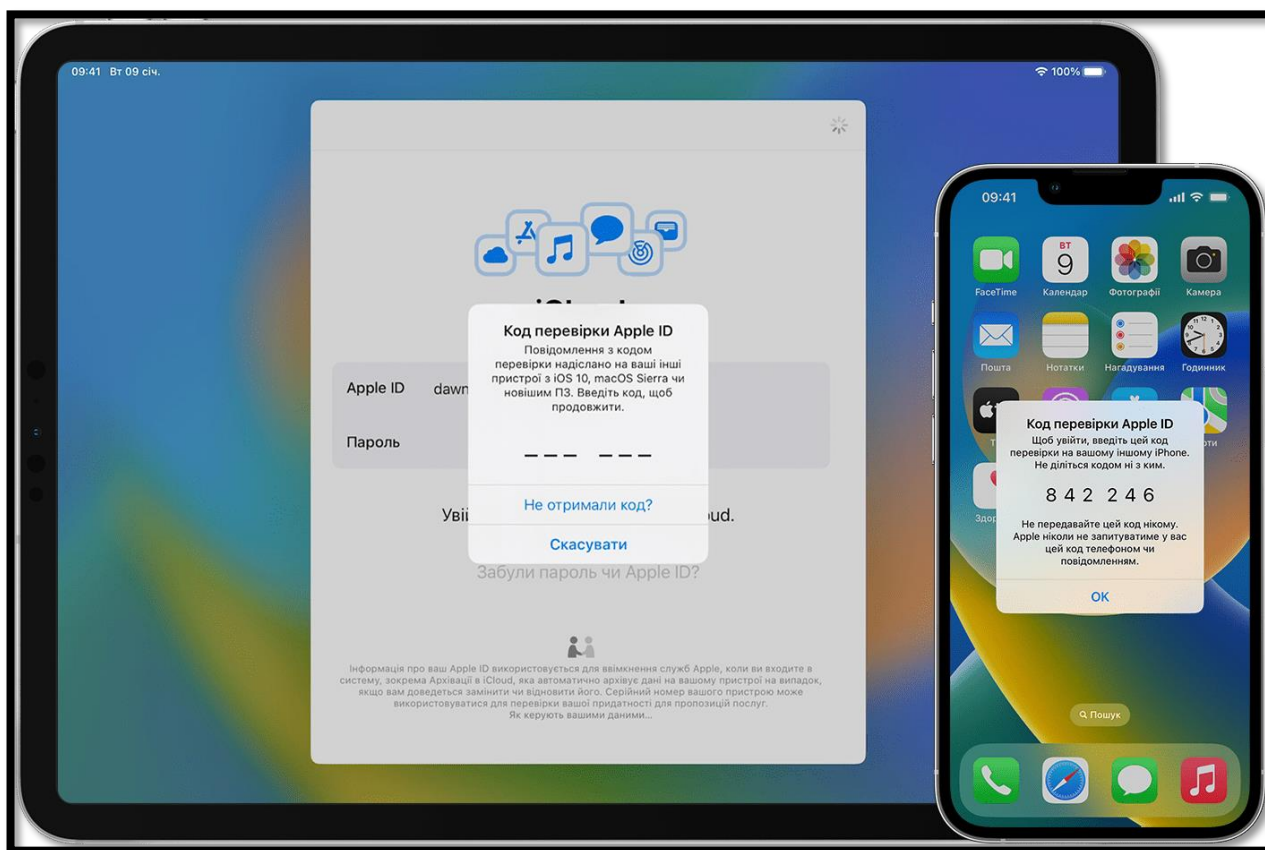 09:41 Вт 09 січ.
100%
Код перевірки Apple ID
Повідомлення з кодом
перевірки надіслано на ваші інші
пристрої з iOS 10, macOS Sierra чи
новішим ПЗ. Введіть код, щоб
продовжити.
Apple ID dawn
Пароль
Не отримали код?
Скасувати
Забули пароль чи Apple ID?
Інформація про ваш Apple ID використовується для ввімкнення служб Apple, коли ви входите в
систему, зокрема Архівації в iCloud, яка автоматично архівує дані на вашому пристрої на випадок,
якщо вам доведеться замінити чи відновити його. Серійний номер вашого пристрою може
використовуватися для перевірки вашої придатності для пропозицій послуг.
Як керують вашими даними...
09:41
ВТ
9
FaceTime Календар Фотографії Камера
Пошта Нотатки Нагадування Годинник
Код перевірки Apple ID
Щоб увійти, введіть цей код
перевірки на вашому іншому iPhone.
Не діліться кодом ні з ким.
842 246
Не передавайте цей код нікому.
Apple ніколи не запитуватиме у вас
цей код телефоном чи
повідомленням.
OK
Пошук